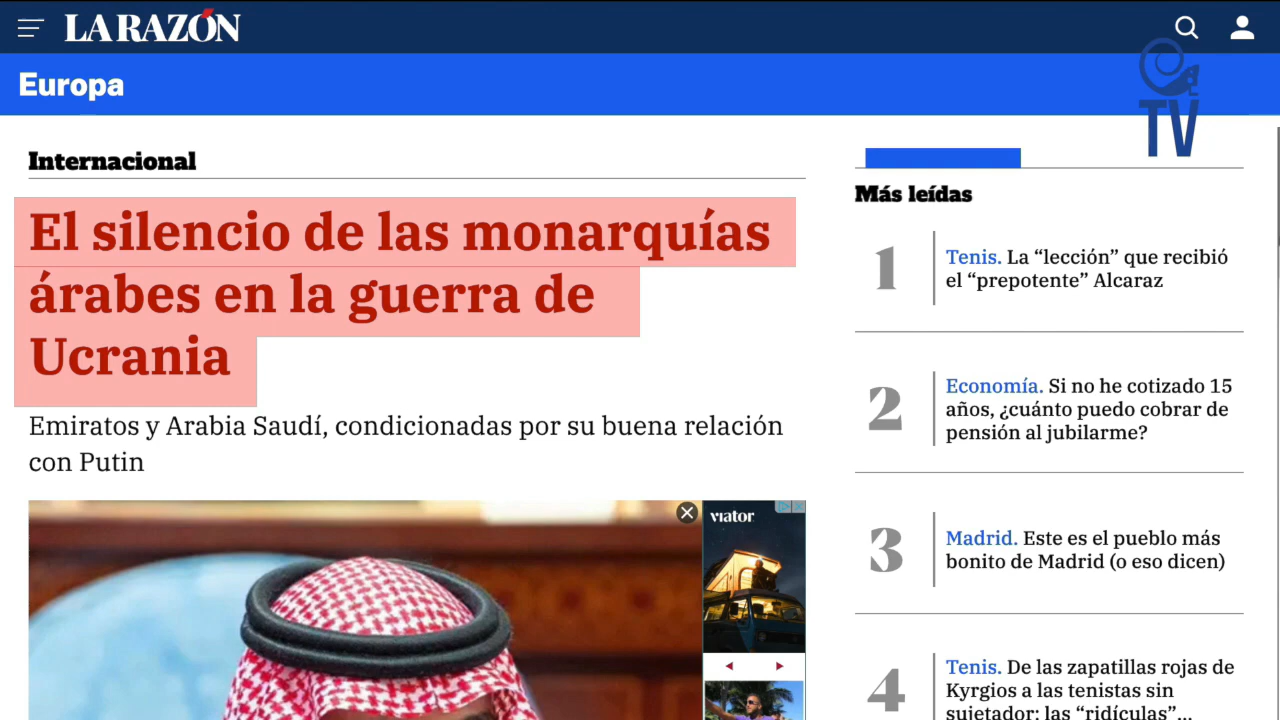 LA RAZÓN
Europa
TV
Internacional
El silencio de las monarquías
árabes en la guerra de
Ucrania
Emiratos y Arabia Saudí, condicionadas por su buena relación
con Putin
viator
Más leídas
1
Tenis. La “lección” que recibió
el “prepotente” Alcaraz
2
Economía. Si no he cotizado 15
años, ¿cuánto puedo cobrar de
pensión al jubilarme?
3
Madrid. Este es el pueblo más
bonito de Madrid (o eso dicen)
4
Tenis. De las zapatillas rojas de
Kyrgios a las tenistas sin
sujetador: las “ridículas”...